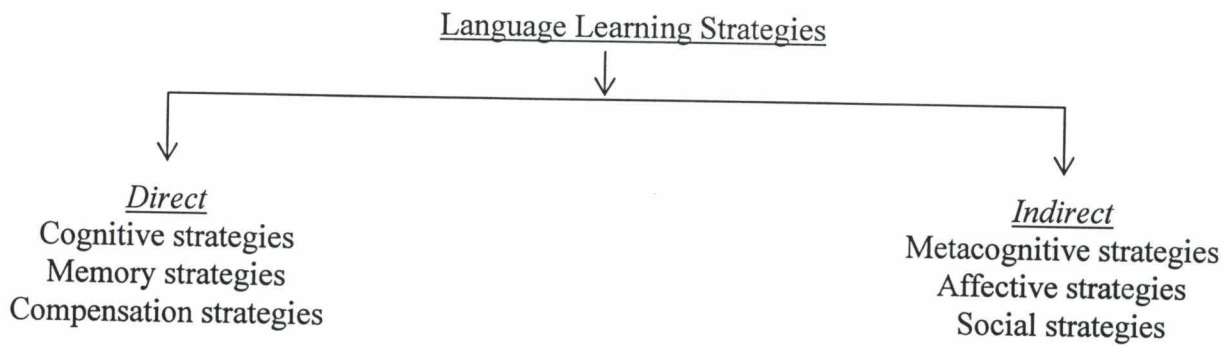 Language Learning Strategies
Direct
Cognitive strategies
Memory strategies
Compensation strategies
Indirect
Metacognitive strategies
Affective strategies
Social strategies